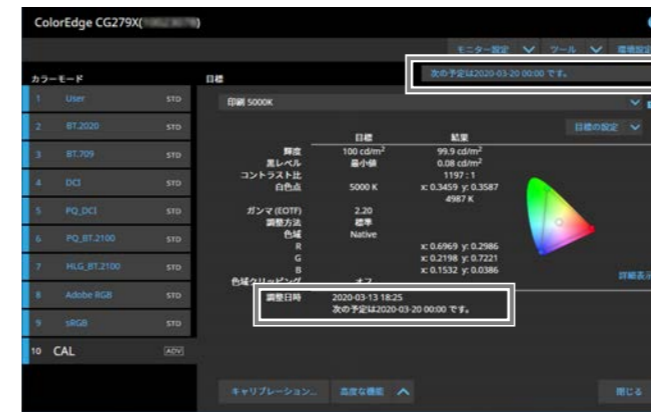 ColorEdge CG279X(
モニター設定 ツール 環境設定
次の予定は2020-03-20 00:00 です。
カラーモード 目標
1 User STD
2 BT.2020 STD
3 BT.709 STD
4 DCI STD
5 PQ_DCI STD
6 PQ_BT.2100 STD
7 HLG_BT.2100 STD
8 Adobe RGB STD
9 sRGB STD
10 CAL ADV
印刷 5000K
目標の設定
目標 結果
輝度 100 cd/m² 99.9 cd/m²
黒レベル 最小値 0.08 cd/m²
コントラスト比 1197 : 1
白色点 5000 K x: 0.3459 y: 0.3587
4987 K
ガンマ (EOTF) 2.20
調整方法 標準
色域 Native
R x: 0.6969 y: 0.2986
G x: 0.2198 y: 0.7221
B x: 0.1532 y: 0.0386
色域クリッピング オフ
詳細表示
調整日時 2020-03-13 18:25
次の予定は2020-03-20 00:00 です。
キャリブレーション... 高度な機能 閉じる